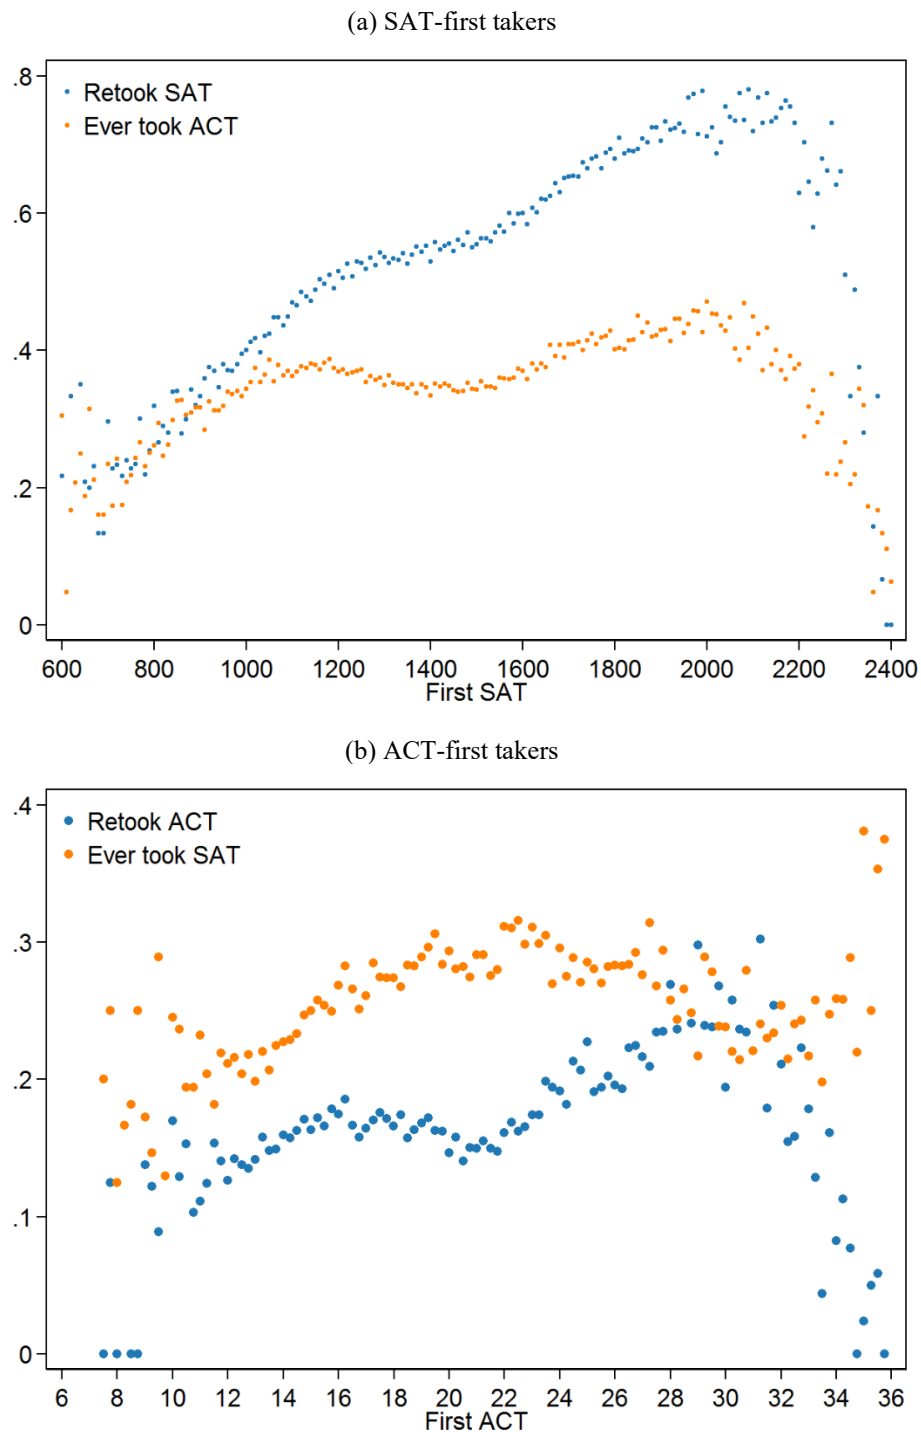 (a) SAT-first takers
.8
Retook SAT
Ever took ACT
.6
.4
.2
0
600 800 1000 1200 1400 1600 1800 2000 2200 2400
First SAT
(b) ACT-first takers
.4
Retook ACT
Ever took SAT
.3
.2
.1
0
6 8 10 12 14 16 18 20 22 24 26 28 30 32 34 36
First ACT